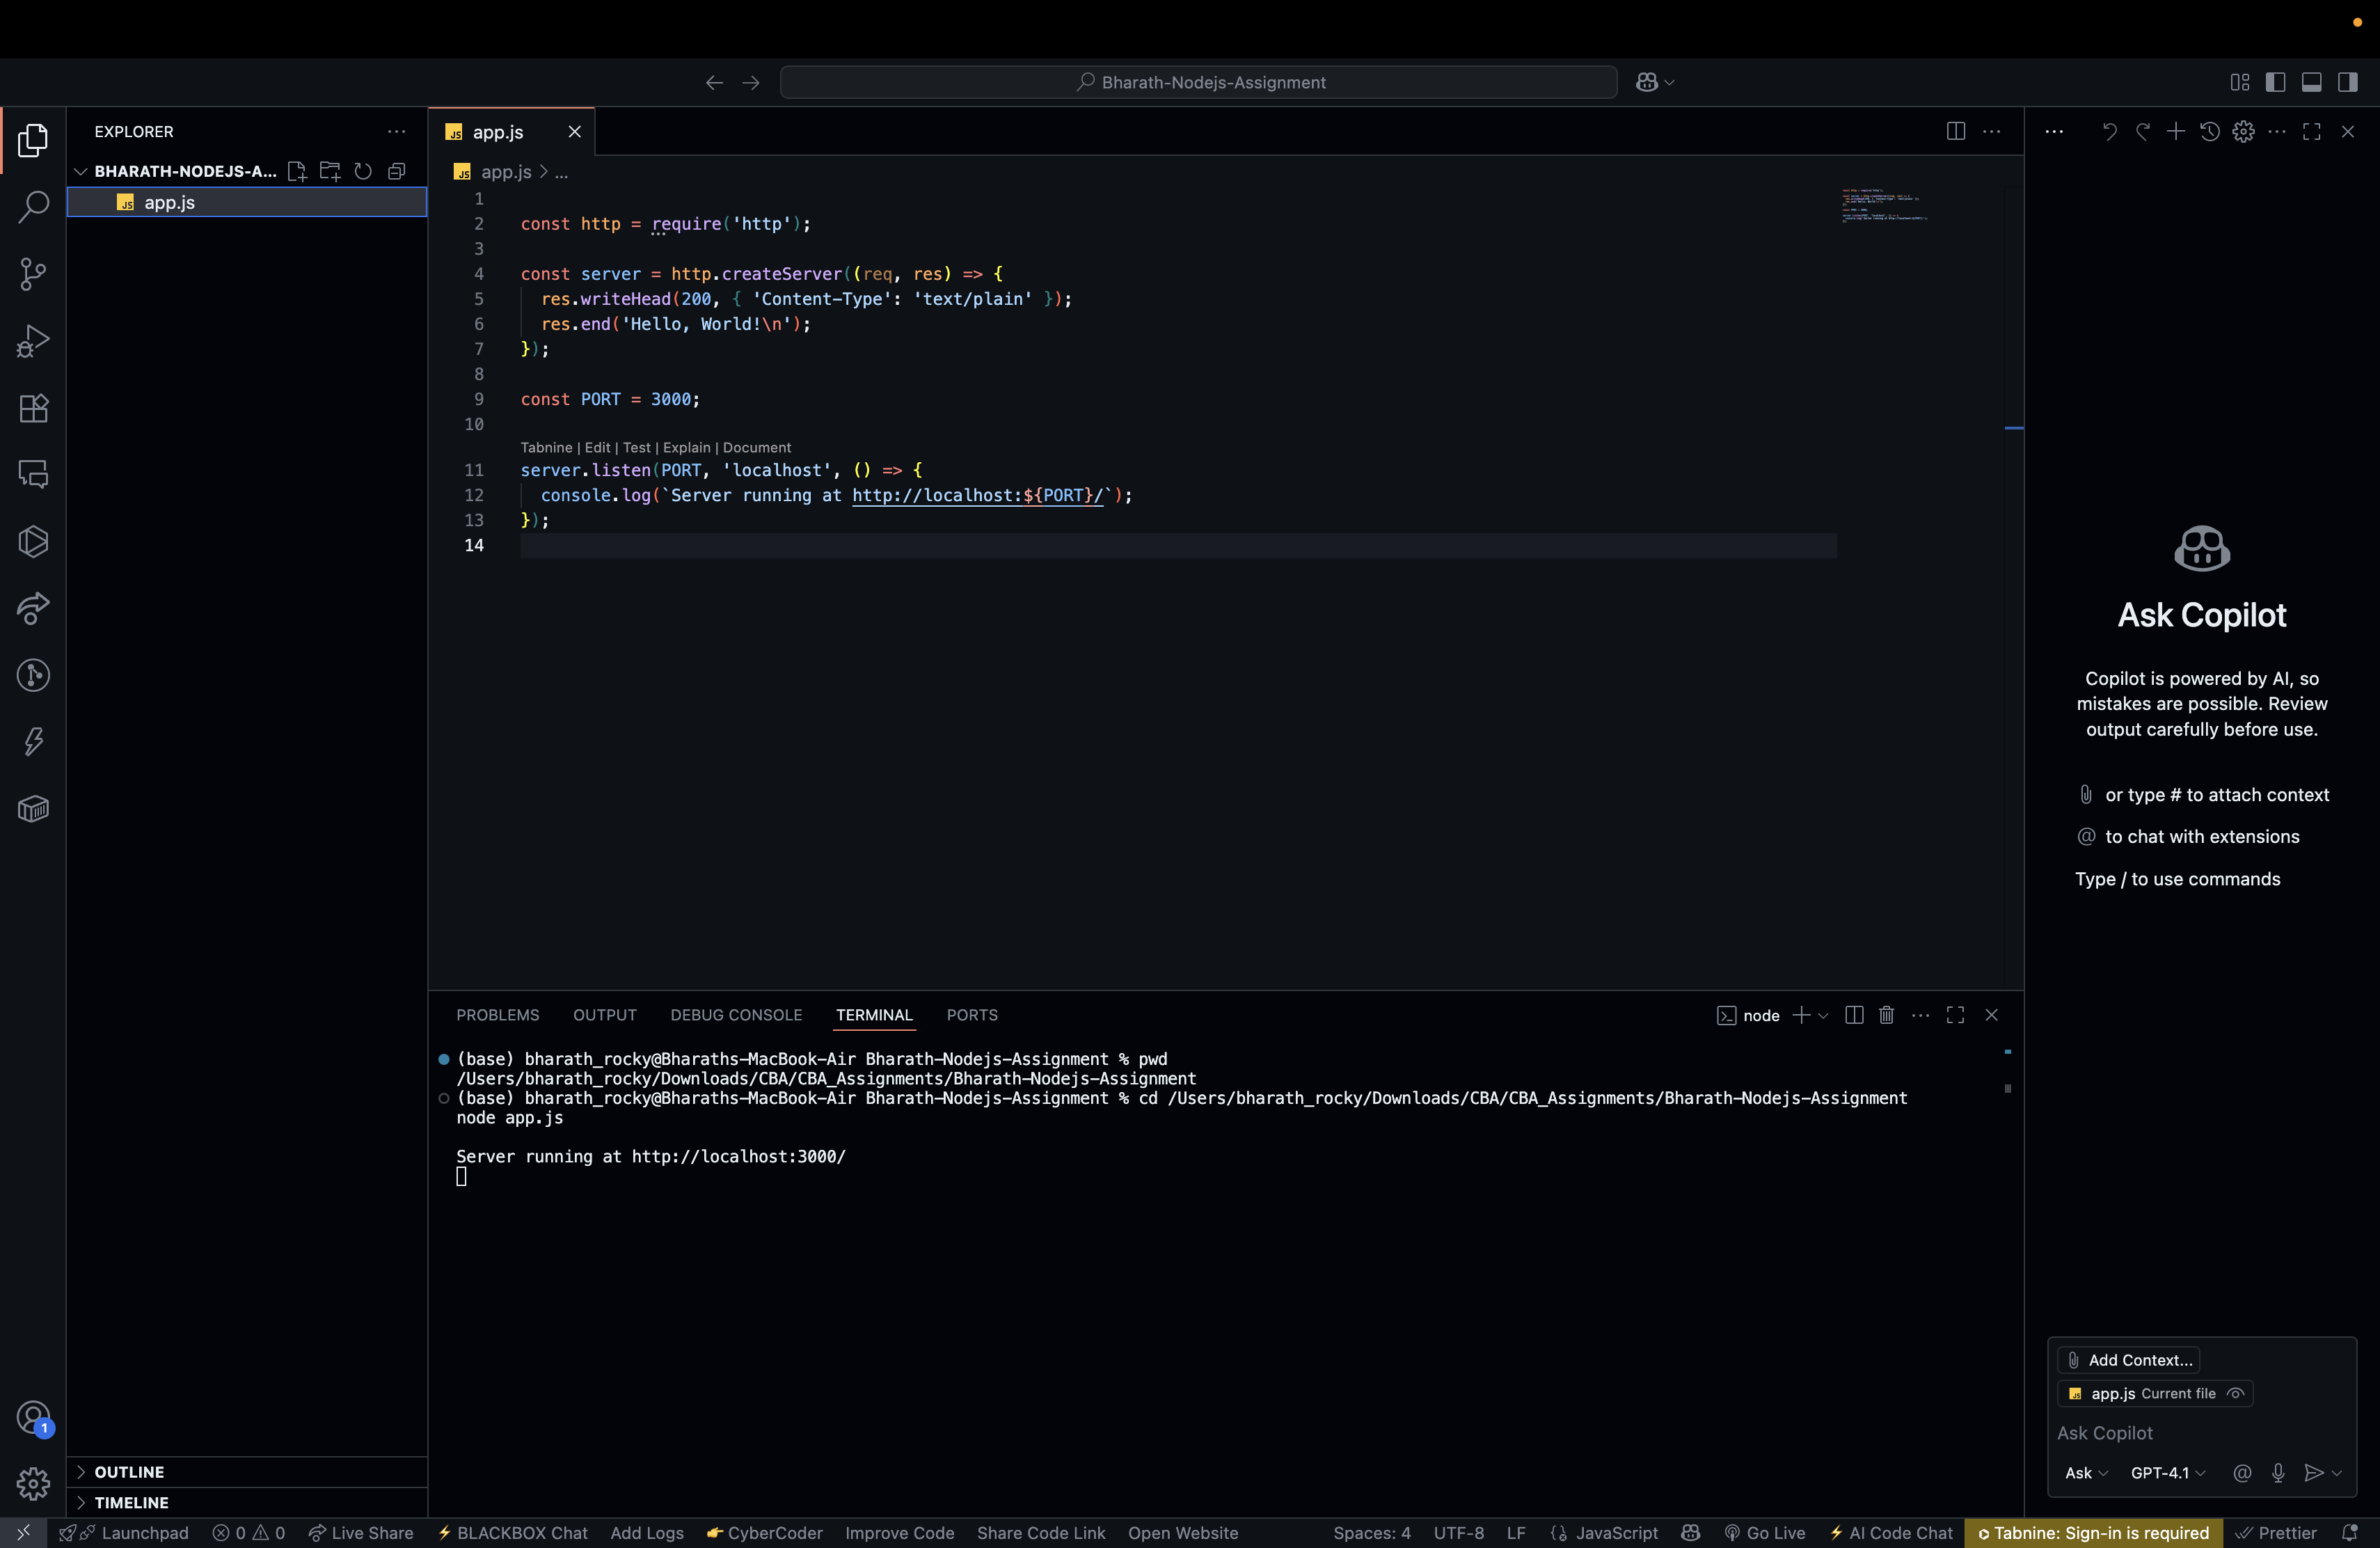 Bharath-Nodejs-Assignment
EXPLORER
BHARATH-NODEJS-A...
JS app.js
JS app.js
JS app.js > ...
1
2 const http = require('http');
3
4 const server = http.createServer((req, res) => {
5 res.writeHead(200, { 'Content-Type': 'text/plain' });
6 res.end('Hello, World!\n');
7 });
8
9 const PORT = 3000;
10
Tabnine | Edit | Test | Explain | Document
11 server.listen(PORT, 'localhost', () => {
12 console.log(`Server running at http://localhost:${PORT}/`);
13 });
14
PROBLEMS OUTPUT DEBUG CONSOLE TERMINAL PORTS
node
(base) bharath_rocky@Bharaths-MacBook-Air Bharath-Nodejs-Assignment % pwd
/Users/bharath_rocky/Downloads/CBA/CBA_Assignments/Bharath-Nodejs-Assignment
(base) bharath_rocky@Bharaths-MacBook-Air Bharath-Nodejs-Assignment % cd /Users/bharath_rocky/Downloads/CBA/CBA_Assignments/Bharath-Nodejs-Assignment
node app.js
Server running at http://localhost:3000/
Ask Copilot
Copilot is powered by AI, so
mistakes are possible. Review
output carefully before use.
or type # to attach context
@ to chat with extensions
Type / to use commands
Add Context...
JS app.js Current file
Ask Copilot
Ask GPT-4.1 @
1
OUTLINE
TIMELINE
Launchpad 0 0 Live Share BLACKBOX Chat Add Logs CyberCoder Improve Code Share Code Link Open Website Spaces: 4 UTF-8 LF {} JavaScript Go Live AI Code Chat Tabnine: Sign-in is required Prettier